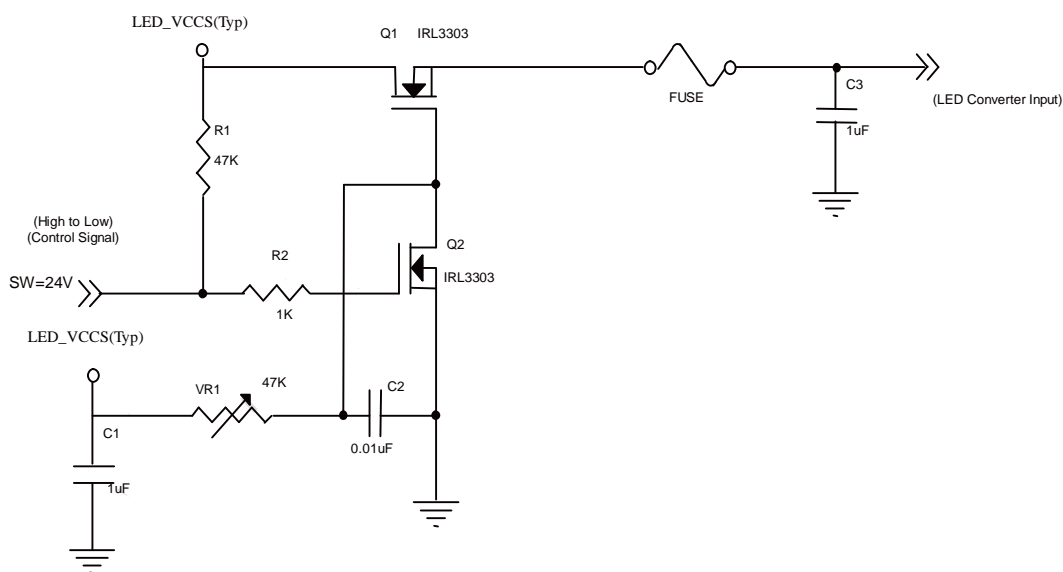 LED_VCCS(Typ)
Q1 IRL3303
FUSE
C3
(LED Converter Input)
1uF
R1
47K
(High to Low)
(Control Signal)
SW=24V
R2
1K
Q2
IRL3303
LED_VCCS(Typ)
VR1
47K
C2
0.01uF
C1
1uF